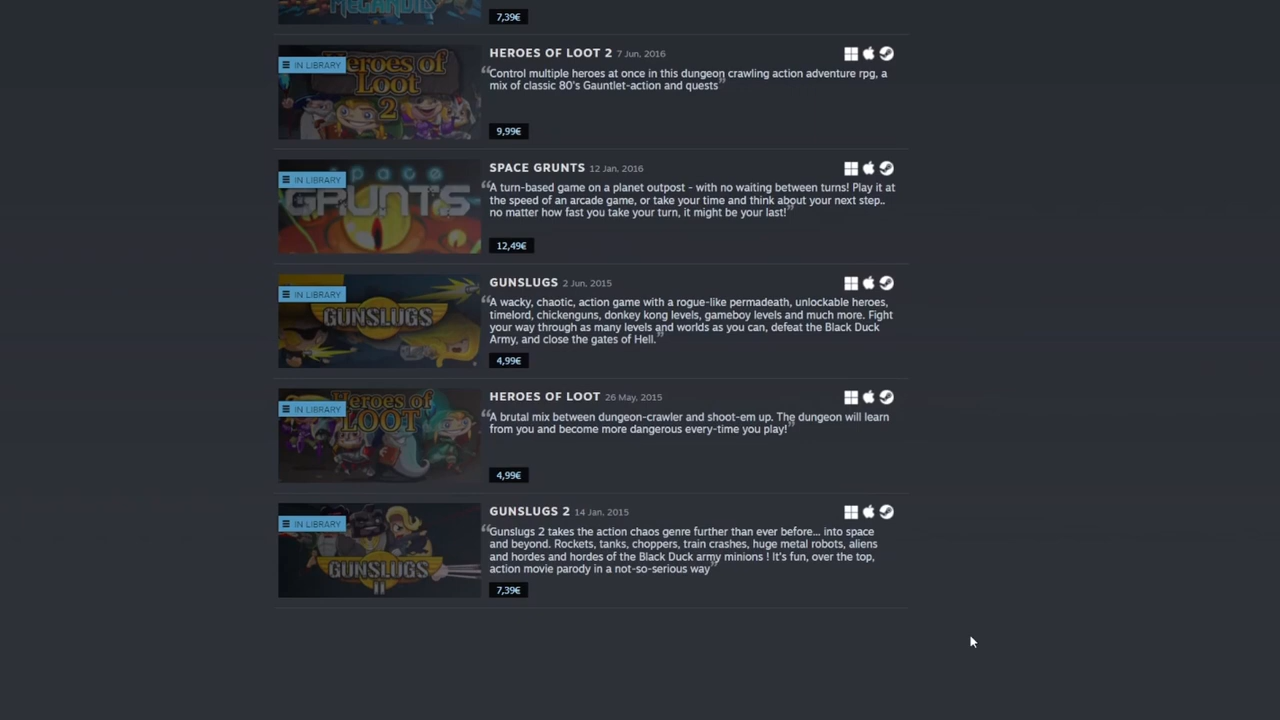 MEGANOIDS
7,39€
IN LIBRARY
Heroes of
Loot
2
HEROES OF LOOT 2 7 Jun, 2016
“Control multiple heroes at once in this dungeon crawling action adventure rpg, a
mix of classic 80's Gauntlet-action and quests”
9,99€
IN LIBRARY
space
GRUNTS
SPACE GRUNTS 12 Jan, 2016
“A turn-based game on a planet outpost - with no waiting between turns! Play it at
the speed of an arcade game, or take your time and think about your next step..
no matter how fast you take your turn, it might be your last!”
12,49€
IN LIBRARY
GUNSLUGS
GUNSLUGS 2 Jun, 2015
“A wacky, chaotic, action game with a rogue-like permadeath, unlockable heroes,
timelord, chickenguns, donkey kong levels, gameboy levels and much more. Fight
your way through as many levels and worlds as you can, defeat the Black Duck
Army, and close the gates of Hell.”
4,99€
IN LIBRARY
Heroes of
LOOT
HEROES OF LOOT 26 May, 2015
“A brutal mix between dungeon-crawler and shoot-em up. The dungeon will learn
from you and become more dangerous every-time you play!”
4,99€
IN LIBRARY
GUNSLUGS
II
GUNSLUGS 2 14 Jan, 2015
“Gunslugs 2 takes the action chaos genre further than ever before... into space
and beyond. Rockets, tanks, choppers, train crashes, huge metal robots, aliens
and hordes and hordes of the Black Duck army minions ! It's fun, over the top,
action movie parody in a not-so-serious way”
7,39€